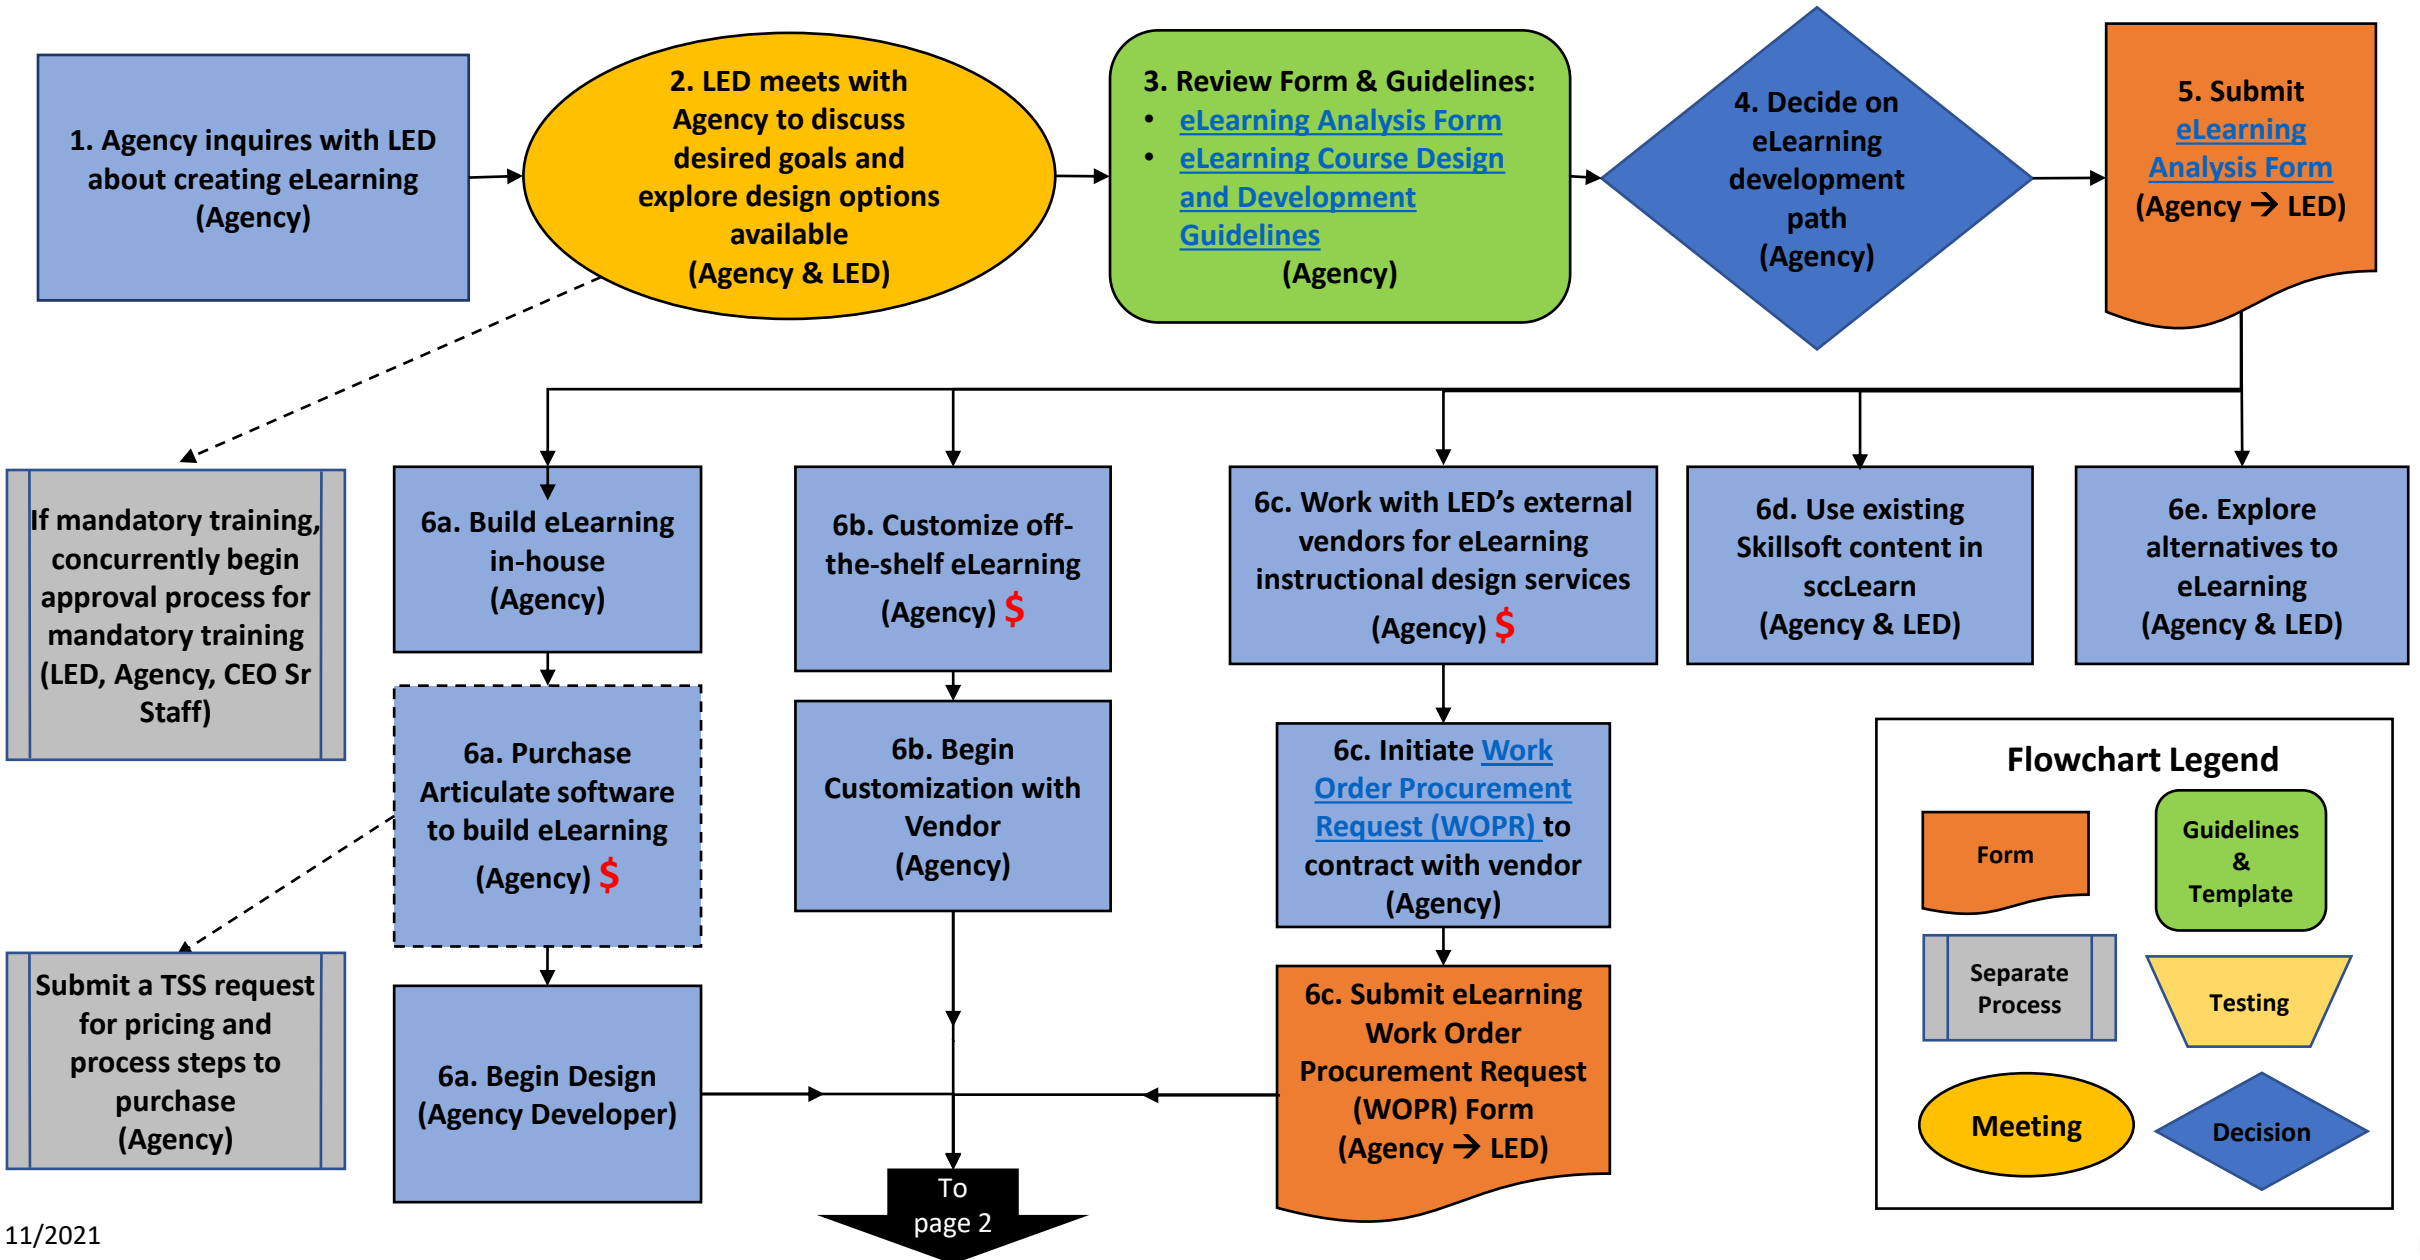 1. Agency inquires with LED
about creating eLearning
(Agency)
2. LED meets with
Agency to discuss
desired goals and
explore design options
available
(Agency & LED)
3. Review Form & Guidelines:
• eLearning Analysis Form
• eLearning Course Design
and Development
Guidelines
(Agency)
4. Decide on
eLearning
development
path
(Agency)
5. Submit
eLearning
Analysis Form
(Agency → LED)
If mandatory training,
concurrently begin
approval process for
mandatory training
(LED, Agency, CEO Sr
Staff)
6a. Build eLearning
in-house
(Agency)
6b. Customize off-
the-shelf eLearning
(Agency) $
6c. Work with LED’s external
vendors for eLearning
instructional design services
(Agency) $
6d. Use existing
Skillsoft content in
sccLearn
(Agency & LED)
6e. Explore
alternatives to
eLearning
(Agency & LED)
6a. Purchase
Articulate software
to build eLearning
(Agency) $
6b. Begin
Customization with
Vendor
(Agency)
6c. Initiate Work
Order Procurement
Request (WOPR) to
contract with vendor
(Agency)
Submit a TSS request
for pricing and
process steps to
purchase
(Agency)
6a. Begin Design
(Agency Developer)
6c. Submit eLearning
Work Order
Procurement Request
(WOPR) Form
(Agency → LED)
To
page 2
Flowchart Legend
Form
Guidelines
&
Template
Separate
Process
Testing
Meeting
Decision
11/2021